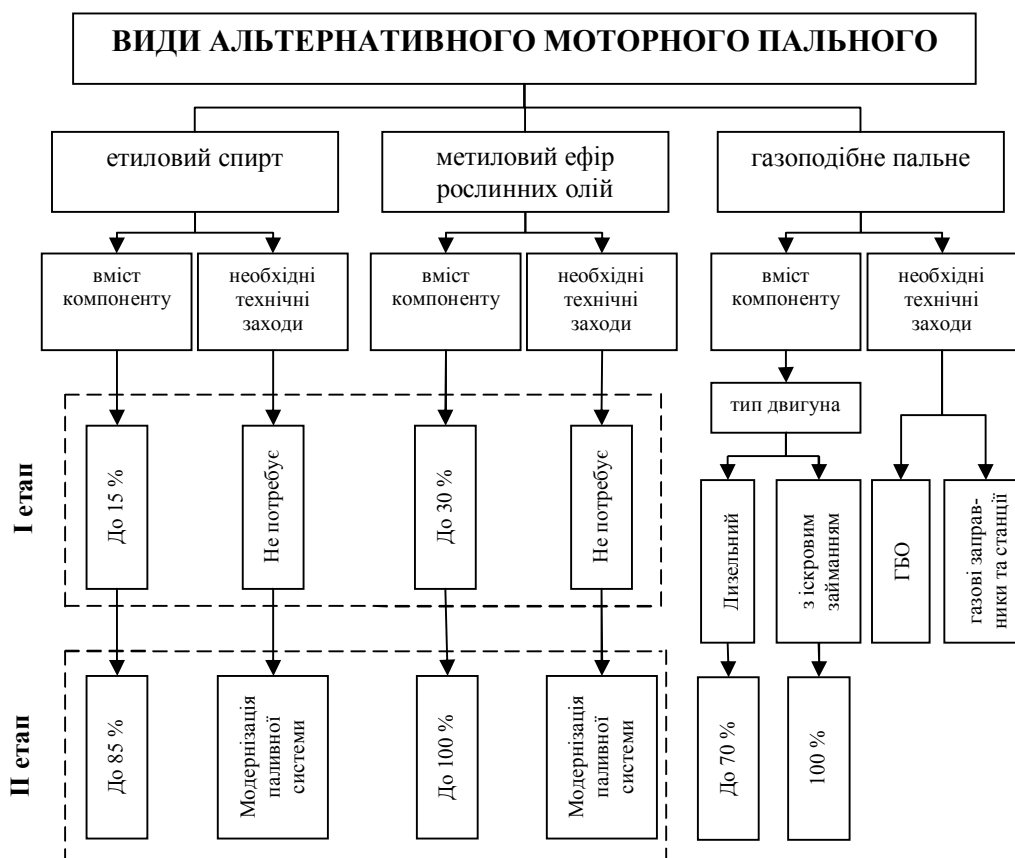 ВИДИ АЛЬТЕРНАТИВНОГО МОТОРНОГО ПАЛЬНОГО
етиловий спирт
метиловий ефір
рослинних олій
газоподібне пальне
вміст
компоненту
необхідні
технічні
заходи
вміст
компоненту
необхідні
технічні
заходи
вміст
компоненту
необхідні
технічні
заходи
тип двигуна
I етап
До 15 %
Не потребує
До 30 %
Не потребує
Дизельний
з іскровим
займанням
ГБО
газові заправ-
ники та станції
II етап
До 85 %
Модернізація
паливної
системи
До 100 %
Модернізація
паливної
системи
До 70 %
100 %